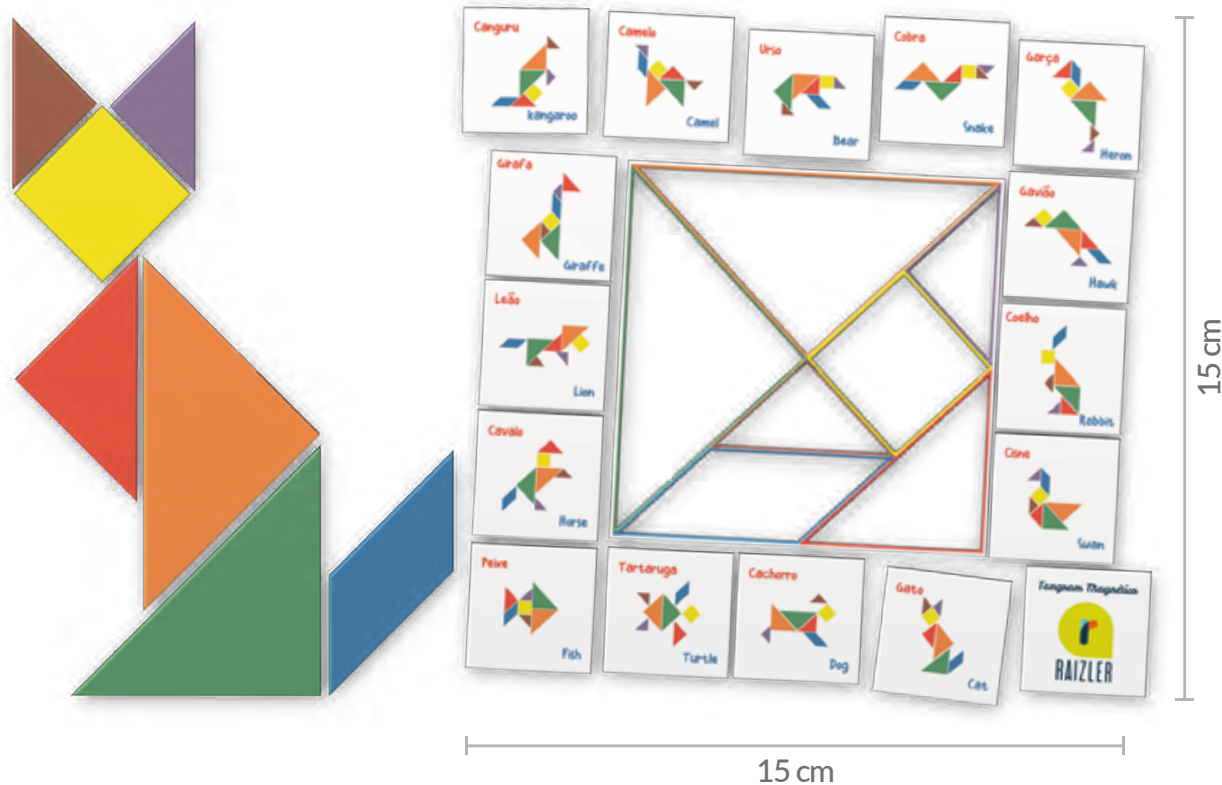 Canguru
kangaroo
Camelo
Camel
Urso
Bear
Cobra
Snake
Garça
Heron
Girafa
Giraffe
Gavião
Hawk
Leão
Lion
Coelho
Rabbit
Cavalo
Horse
Cisne
Swan
Peixe
Fish
Tartaruga
Turtle
Cachorro
Dog
Gato
Cat
Tangram Magnético
r
RAIZLER
15 cm
15 cm